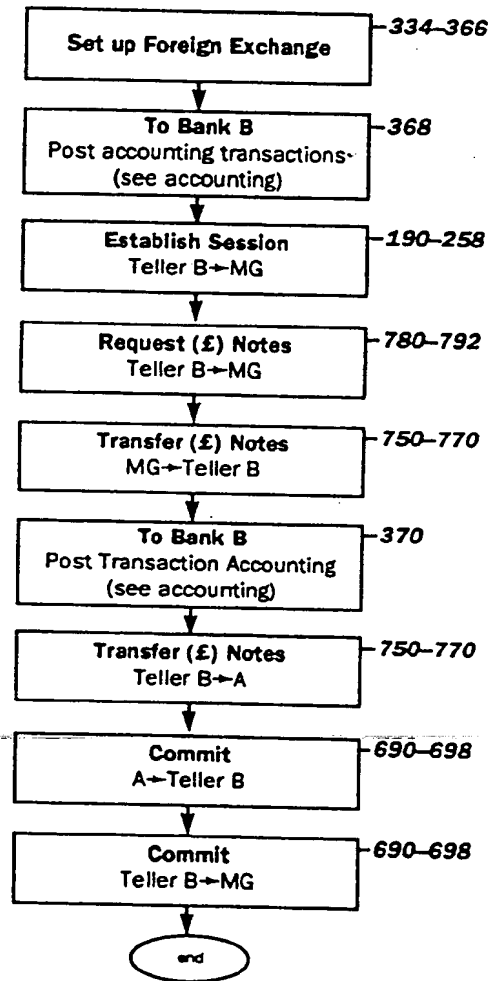 Set up Foreign Exchange
334–366
To Bank B
368
Post accounting transactions
(see accounting)
Establish Session
190–258
Teller B→MG
Request (£) Notes
780–792
Teller B→MG
Transfer (£) Notes
750–770
MG→Teller B
To Bank B
370
Post Transaction Accounting
(see accounting)
Transfer (£) Notes
750–770
Teller B→A
Commit
690–698
A→Teller B
Commit
690–698
Teller B→MG
end